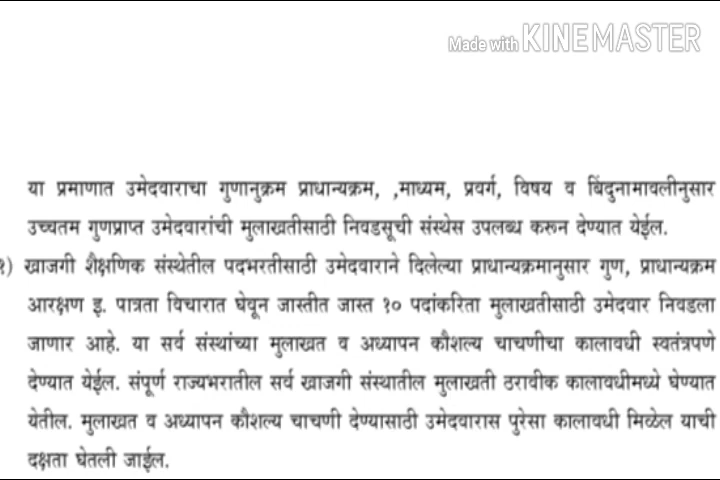 Made with KINEMASTER
या प्रमाणात उमेदवाराचा गुणानुक्रम प्राधान्यक्रम, ,माध्यम, प्रवर्ग, विषय व बिंदुनामावलीनुसार
उच्चतम गुणप्राप्त उमेदवारांची मुलाखतीसाठी निवडसूची संस्थेस उपलब्ध करून देण्यात येईल.
१) खाजगी शैक्षणिक संस्थेतील पदभरतीसाठी उमेदवाराने दिलेल्या प्राधान्यक्रमानुसार गुण, प्राधान्यक्रम
आरक्षण इ. पात्रता विचारात घेवून जास्तीत जास्त १० पदांकरिता मुलाखतीसाठी उमेदवार निवडला
जाणार आहे. या सर्व संस्थांच्या मुलाखत व अध्यापन कौशल्य चाचणीचा कालावधी स्वतंत्रपणे
देण्यात येईल. संपूर्ण राज्यभरातील सर्व खाजगी संस्थातील मुलाखती ठरावीक कालावधीमध्ये घेण्यात
येतील. मुलाखत व अध्यापन कौशल्य चाचणी देण्यासाठी उमेदवारास पुरेसा कालावधी मिळेल याची
दक्षता घेतली जाईल.